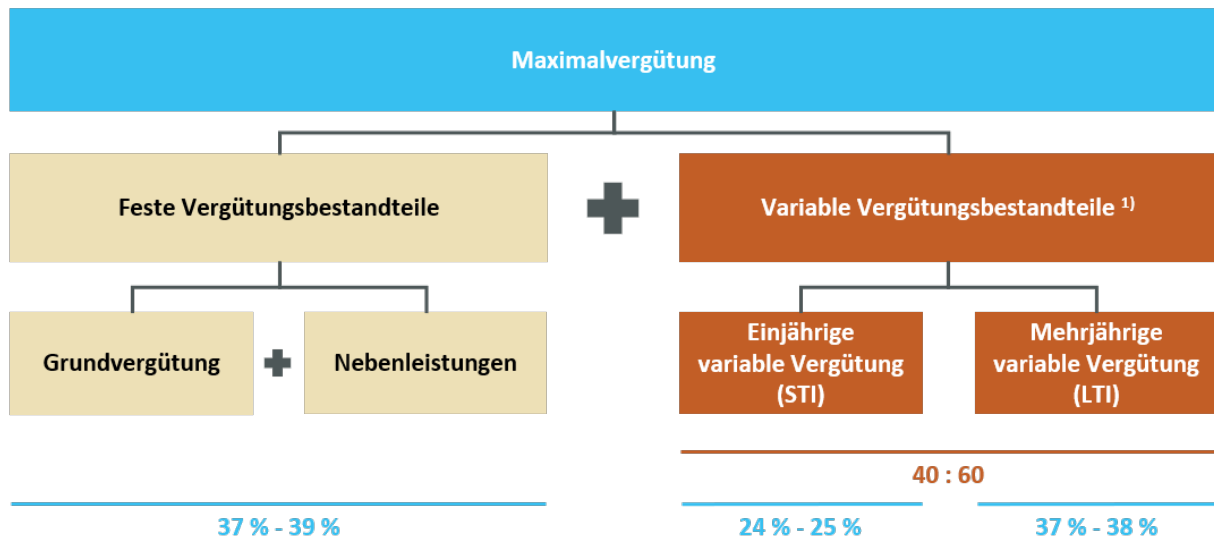 Maximalvergütung
Feste Vergütungsbestandteile
Variable Vergütungsbestandteile ¹⁾
Grundvergütung
Nebenleistungen
Einjährige
variable Vergütung
(STI)
Mehrjährige
variable Vergütung
(LTI)
40 : 60
37 % - 39 %
24 % - 25 %
37 % - 38 %